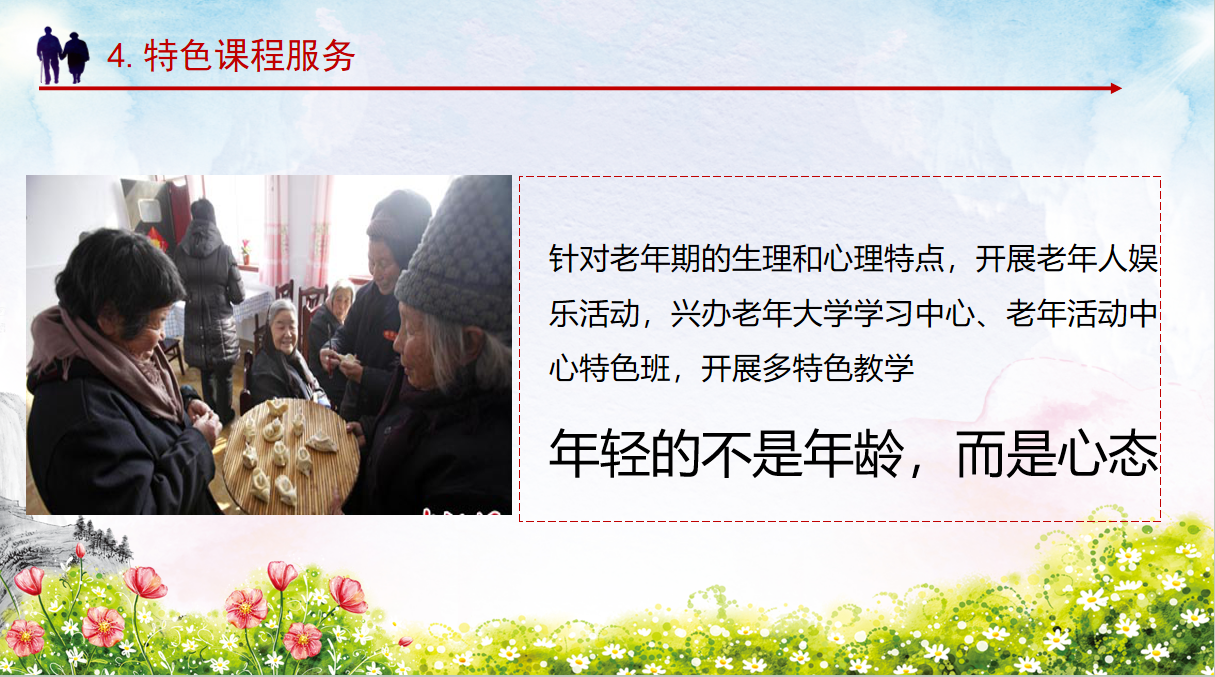 4. 特色课程服务
针对老年期的生理和心理特点，开展老年人娱
乐活动，兴办老年大学学习中心、老年活动中
心特色班，开展多特色教学
年轻的不是年龄，而是心态